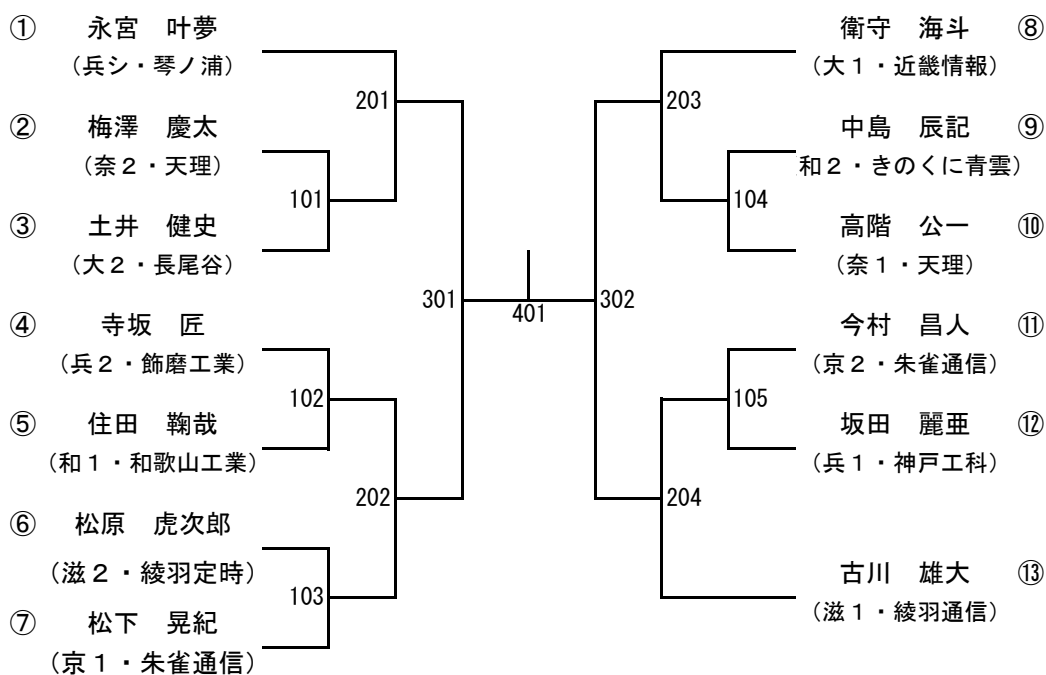 ① 永宮 叶夢
（兵シ・琴ノ浦）
201
② 梅澤 慶太
（奈２・天理）
101
③ 土井 健史
（大２・長尾谷）
301
④ 寺坂 匠
（兵２・飾磨工業）
102
⑤ 住田 鞠哉
（和１・和歌山工業）
202
⑥ 松原 虎次郎
（滋２・綾羽定時）
103
⑦ 松下 晃紀
（京１・朱雀通信）
401
衛守 海斗 ⑧
（大１・近畿情報）
203
中島 辰記 ⑨
和２・きのくに青雲）
104
高階 公一 ⑩
（奈１・天理）
302
今村 昌人 ⑪
（京２・朱雀通信）
105
坂田 麗亜 ⑫
（兵１・神戸工科）
204
古川 雄大 ⑬
（滋１・綾羽通信）